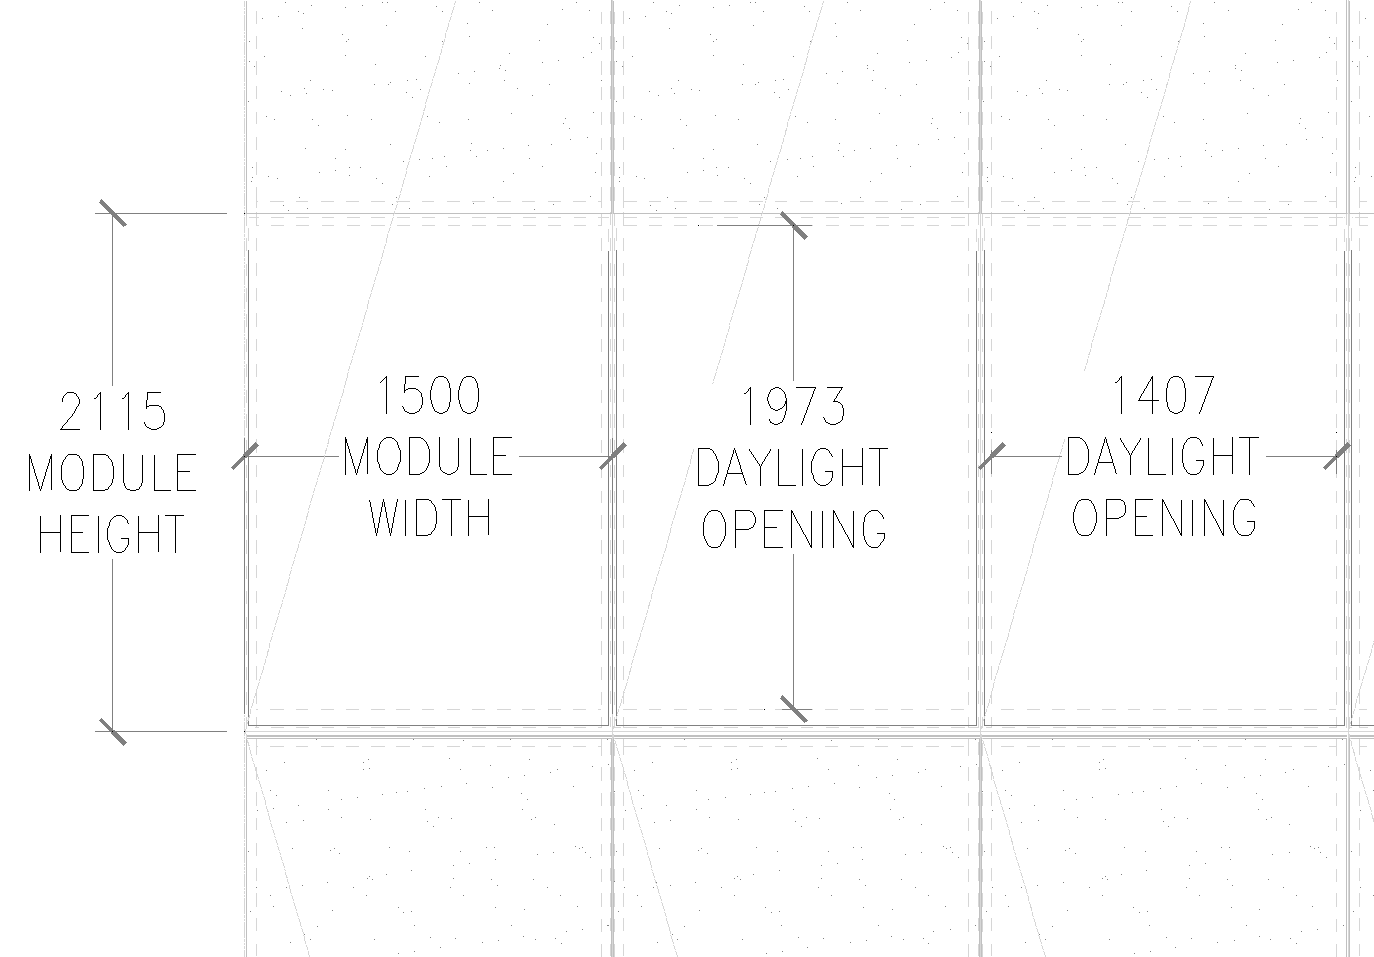 2115
MODULE
HEIGHT
1500
MODULE
WIDTH
1973
DAYLIGHT
OPENING
1407
DAYLIGHT
OPENING